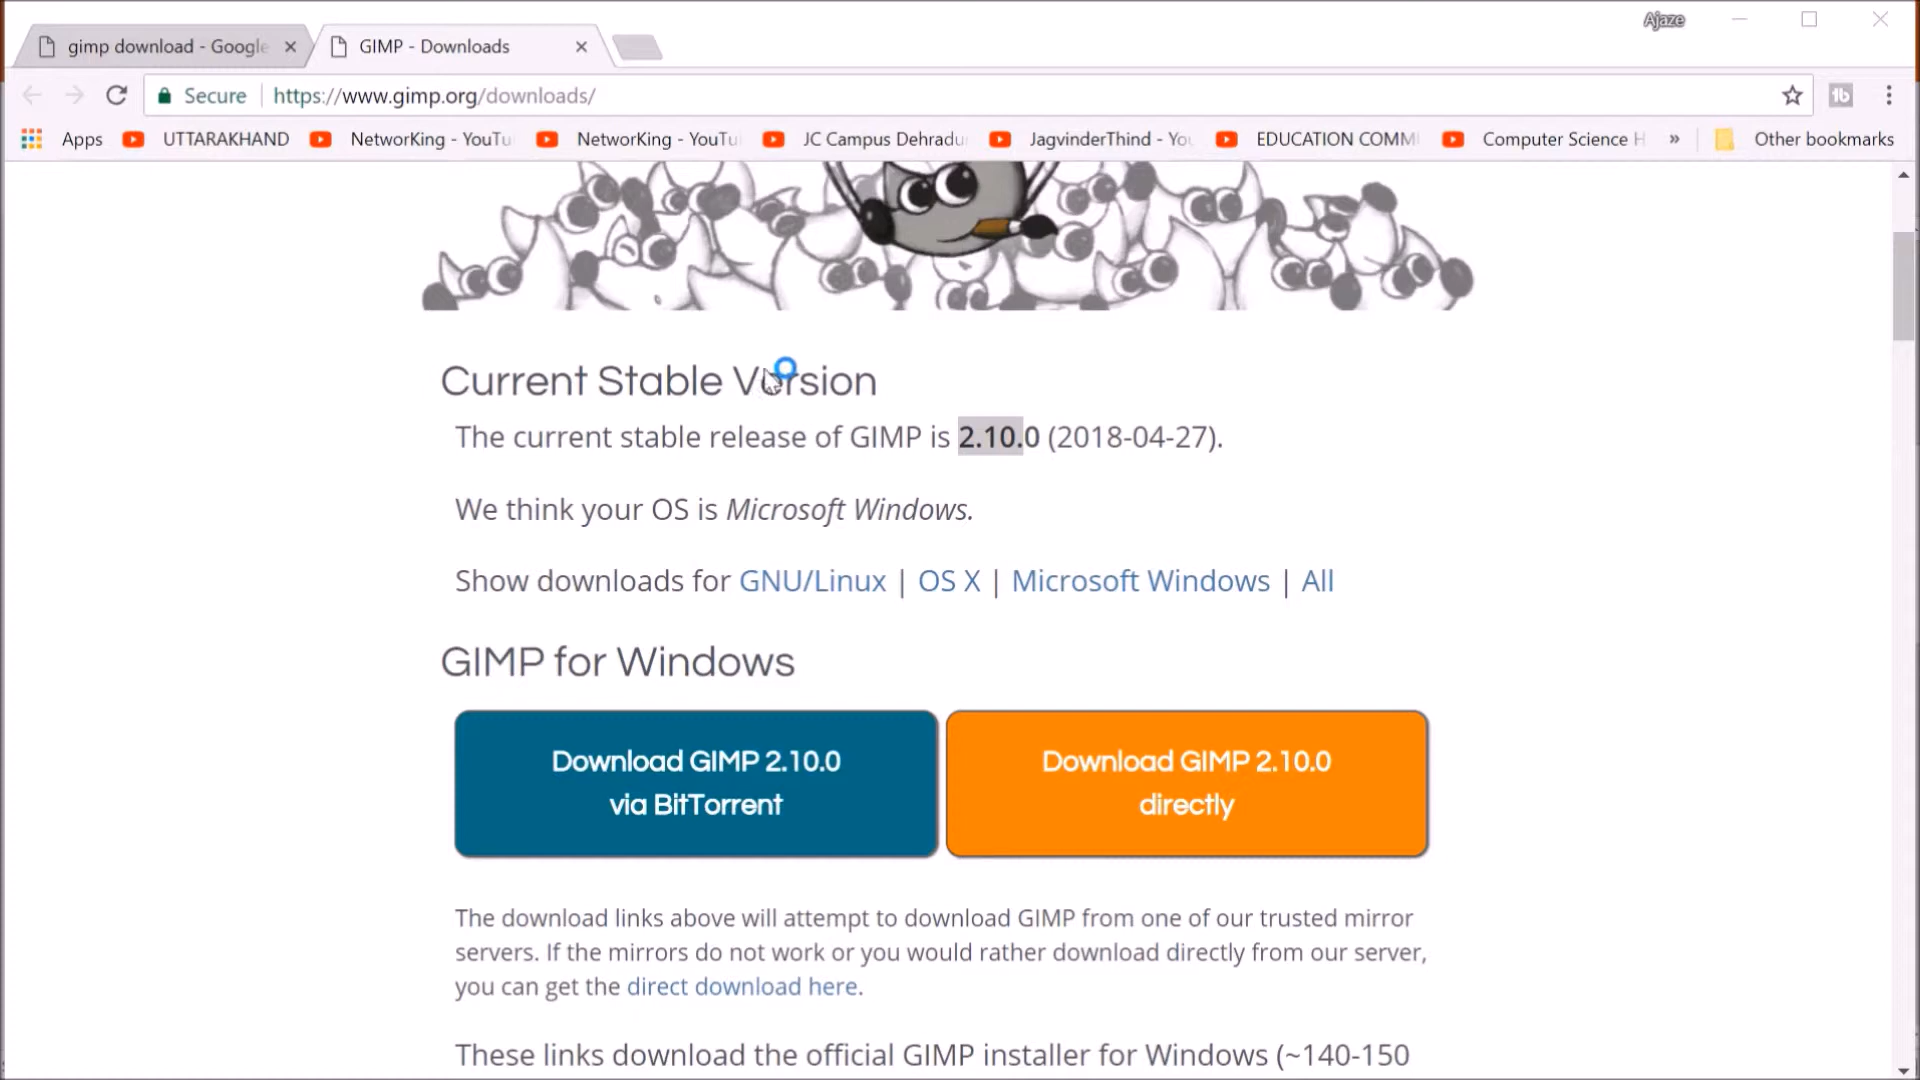 Ajaze
gimp download - Google
GIMP - Downloads
Secure
https://www.gimp.org/downloads/
Apps
UTTARAKHAND
NetworKing - YouTu
NetworKing - YouTu
JC Campus Dehradu
JagvinderThind - Yo
EDUCATION COMM
Computer Science H
»
Other bookmarks
Current Stable Version
The current stable release of GIMP is 2.10.0 (2018-04-27).
We think your OS is Microsoft Windows.
Show downloads for GNU/Linux | OS X | Microsoft Windows | All
GIMP for Windows
Download GIMP 2.10.0
via BitTorrent
Download GIMP 2.10.0
directly
The download links above will attempt to download GIMP from one of our trusted mirror
servers. If the mirrors do not work or you would rather download directly from our server,
you can get the direct download here.
These links download the official GIMP installer for Windows (~140-150